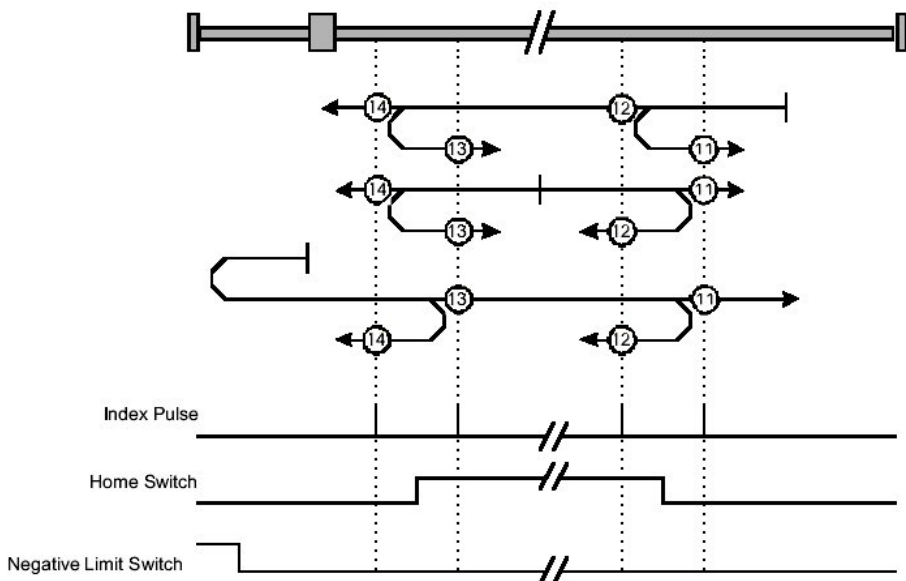 14 12
13 11
14 11
13 12
13 11
14 12
Index Pulse
Home Switch
Negative Limit Switch